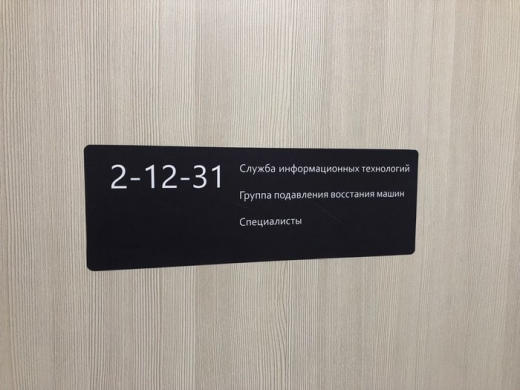 2-12-31
Служба информационных технологий
Группа подавления восстания машин
Специалисты